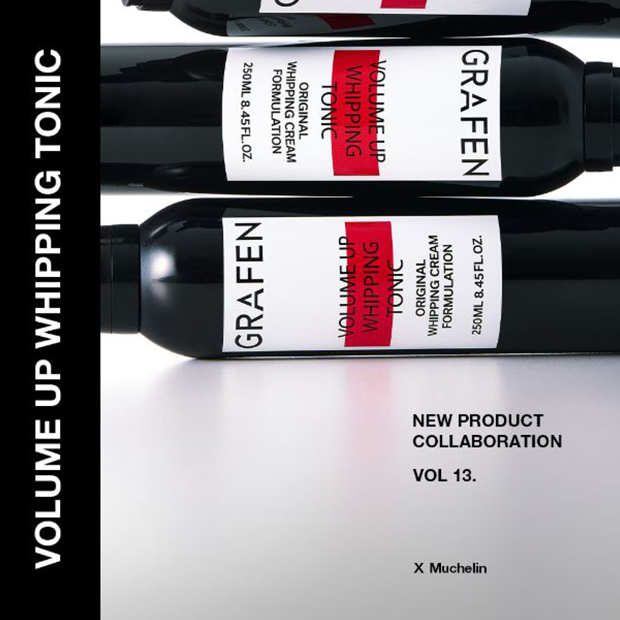 VOLUME UP WHIPPING TONIC
GRAFEN
VOLUME UP
WHIPPING
TONIC
ORIGINAL
WHIPPING CREAM
FORMULATION
250ML 8.45FL.OZ.
GRAFEN
VOLUME UP
WHIPPING
TONIC
ORIGINAL
WHIPPING CREAM
FORMULATION
250ML 8.45FL.OZ.
NEW PRODUCT
COLLABORATION
VOL 13.
X Muchelin